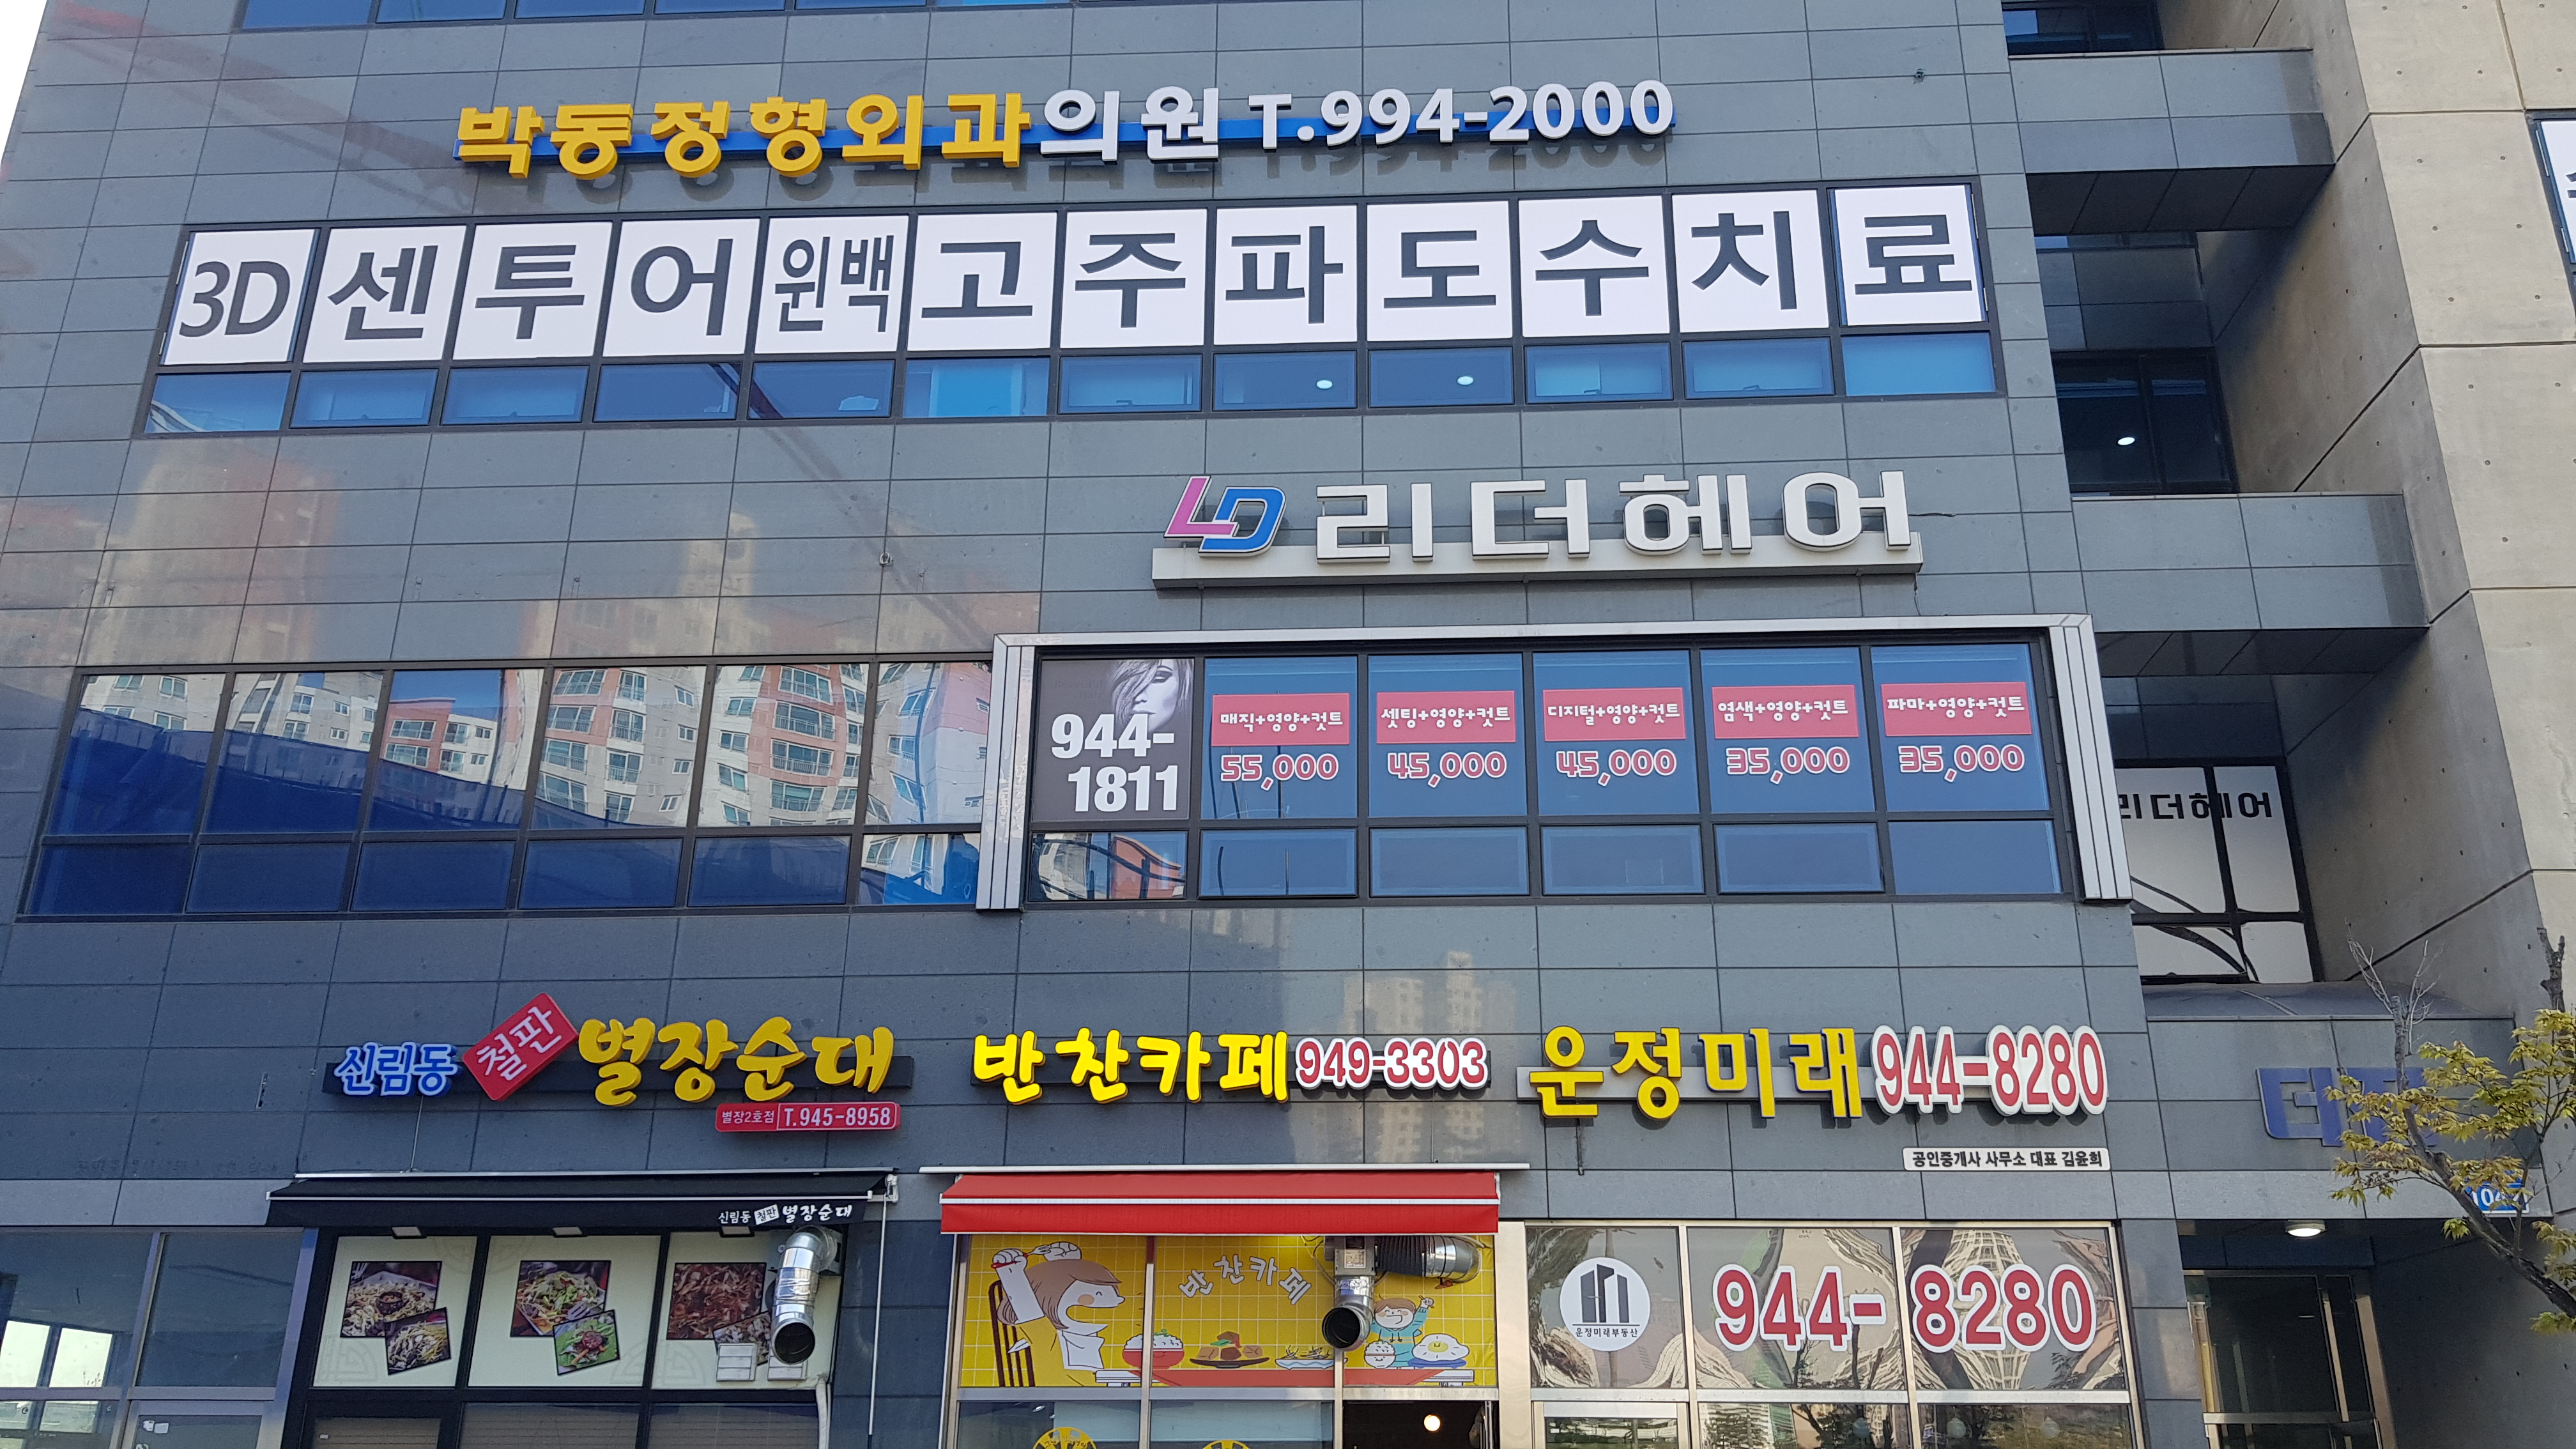 박동정형외과의원 T.994-2000
3D 센투어 윈백 고주파도수치료
LD 리더헤어
944-
1811
매직+영양+컷트
55,000
셋팅+영양+컷트
45,000
디지털+영양+컷트
45,000
염색+영양+컷트
35,000
파마+영양+컷트
35,000
리더헤어
신림동 철판 별장순대
별장2호점 T.945-8958
반찬카페 949-3303
운정미래 944-8280
공인중개사 사무소 대표 김윤희
신림동 철판 별장순대
반찬카페
운정미래부동산
944-8280